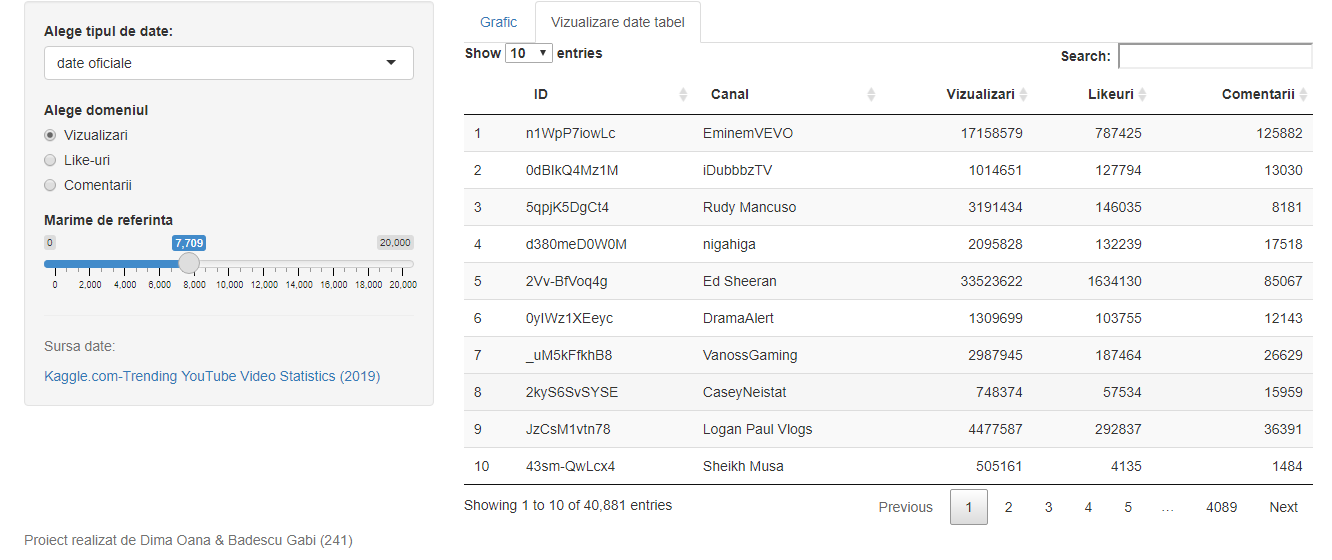 Alege tipul de date:
date oficiale
Alege domeniul
Vizualizari
Like-uri
Comentarii
Marime de referinta
0 7,709 20,000
0 2,000 4,000 6,000 8,000 10,000 12,000 14,000 16,000 18,000 20,000
Sursa date:
Kaggle.com-Trending YouTube Video Statistics (2019)
Grafic Vizualizare date tabel
Show 10 entries Search:
ID Canal Vizualizari Likeuri Comentarii
1 n1WpP7iowLc EminemVEVO 17158579 787425 125882
2 0dBIkQ4Mz1M iDubbbzTV 1014651 127794 13030
3 5qpjK5DgCt4 Rudy Mancuso 3191434 146035 8181
4 d380meD0W0M nigahiga 2095828 132239 17518
5 2Vv-BfVoq4g Ed Sheeran 33523622 1634130 85067
6 0yIWz1XEeyc DramaAlert 1309699 103755 12143
7 _uM5kFfkhB8 VanossGaming 2987945 187464 26629
8 2kyS6SvSYSE CaseyNeistat 748374 57534 15959
9 JzCsM1vtn78 Logan Paul Vlogs 4477587 292837 36391
10 43sm-QwLcx4 Sheikh Musa 505161 4135 1484
Showing 1 to 10 of 40,881 entries Previous 1 2 3 4 5 … 4089 Next
Proiect realizat de Dima Oana & Badescu Gabi (241)